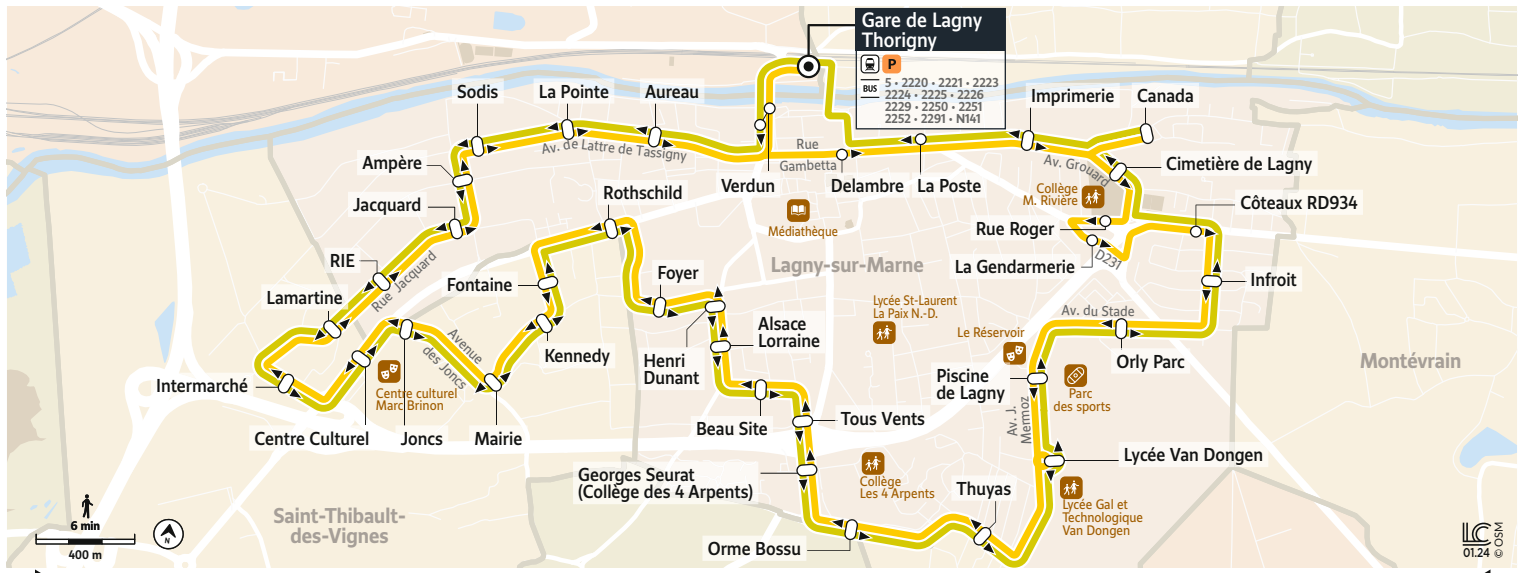 Gare de Lagny
Thorigny
P
BUS
5 • 2220 • 2221 • 2223
2224 • 2225 • 2226
2229 • 2250 • 2251
2252 • 2291 • N141
Sodis
La Pointe
Aureau
Imprimerie
Canada
Av. de Lattre de Tassigny
Rue
Gambetta
Av. Grouard
Ampère
Cimetière de Lagny
Verdun
Delambre
La Poste
Rothschild
Collège
M. Rivière
Jacquard
Côteaux RD934
Médiathèque
Rue Roger
RIE
Rue Jacquard
Lagny-sur-Marne
La Gendarmerie
D231
Fontaine
Foyer
Infroit
Lamartine
Lycée St-Laurent
La Paix N.-D.
Av. du Stade
Le Réservoir
Alsace
Lorraine
Avenue
des Joncs
Kennedy
Henri
Dunant
Orly Parc
Montévrain
Intermarché
Centre culturel
Marc Brinon
Piscine
de Lagny
Parc
des sports
Av. J.
Mermoz
Centre Culturel
Joncs
Mairie
Beau Site
Tous Vents
Lycée Van Dongen
Georges Seurat
(Collège des 4 Arpents)
Collège
Les 4 Arpents
Thuyas
Lycée Gal et
Technologique
Van Dongen
Saint-Thibault-
des-Vignes
6 min
400 m
N
Orme Bossu
LC
01.24
© OSM